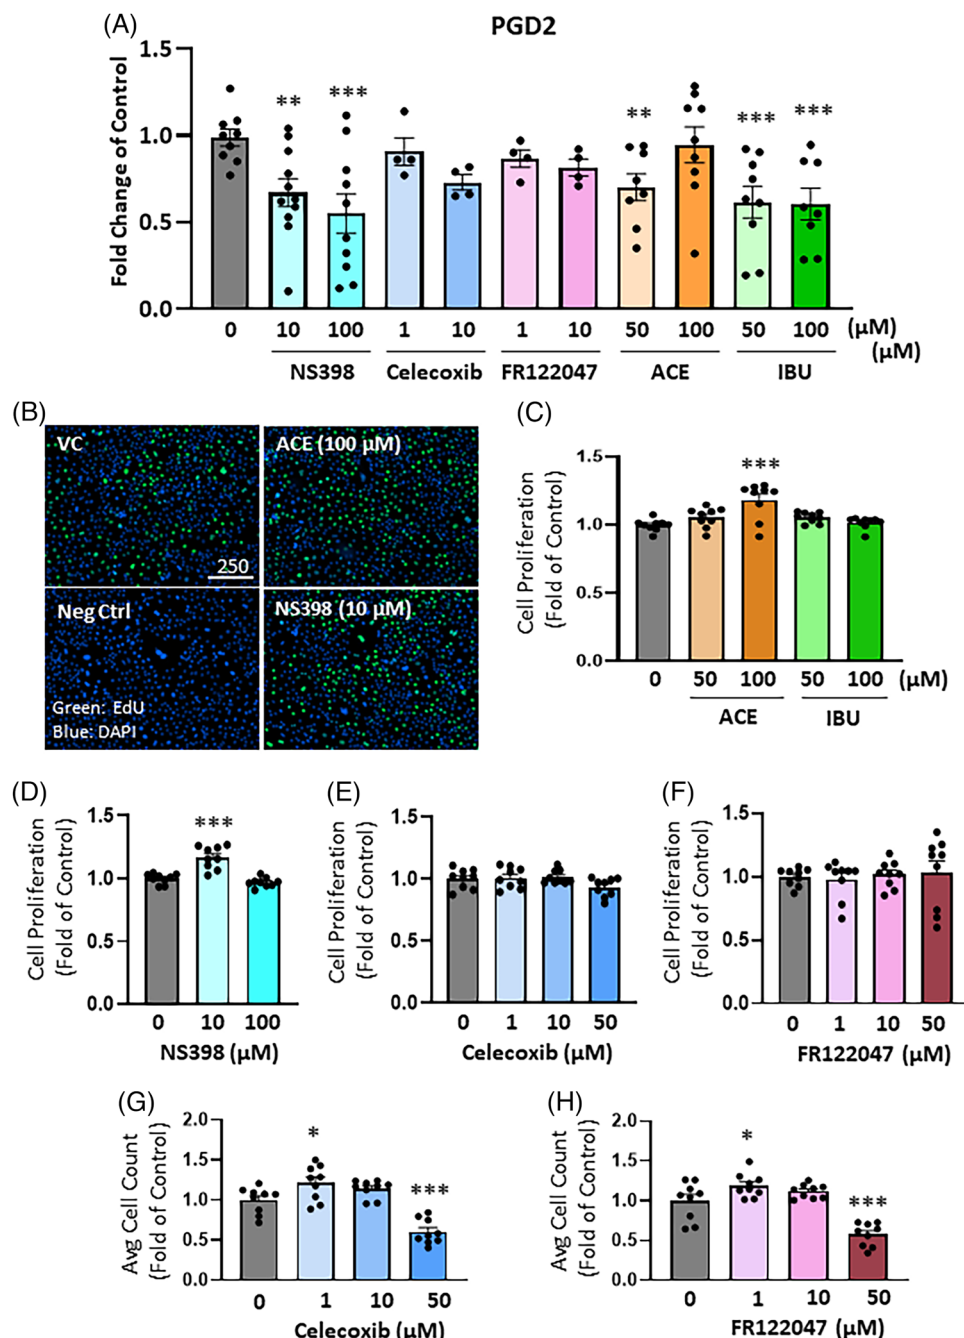 (A)
PGD2
Fold Change of Control
1.5
1.0
0.5
0.0
** *** ** *** ***
0 10 100 1 10 1 10 50 100 50 100 (µM)
(µM)
NS398 Celecoxib FR122047 ACE IBU
(B)
VC
ACE (100 µM)
250
Neg Ctrl
NS398 (10 µM)
Green: EdU
Blue: DAPI
(C)
Cell Proliferation
(Fold of Control)
1.5
1.0
0.5
0.0
***
0 50 100 50 100 (µM)
ACE IBU
(D)
Cell Proliferation
(Fold of Control)
1.5
1.0
0.5
0.0
***
0 10 100
NS398 (µM)
(E)
Cell Proliferation
(Fold of Control)
1.5
1.0
0.5
0.0
0 1 10 50
Celecoxib (µM)
(F)
Cell Proliferation
(Fold of Control)
1.5
1.0
0.5
0.0
0 1 10 50
FR122047 (µM)
(G)
Avg Cell Count
(Fold of Control)
2.0
1.5
1.0
0.5
0.0
* ***
0 1 10 50
Celecoxib (µM)
(H)
Avg Cell Count
(Fold of Control)
2.0
1.5
1.0
0.5
0.0
* ***
0 1 10 50
FR122047 (µM)